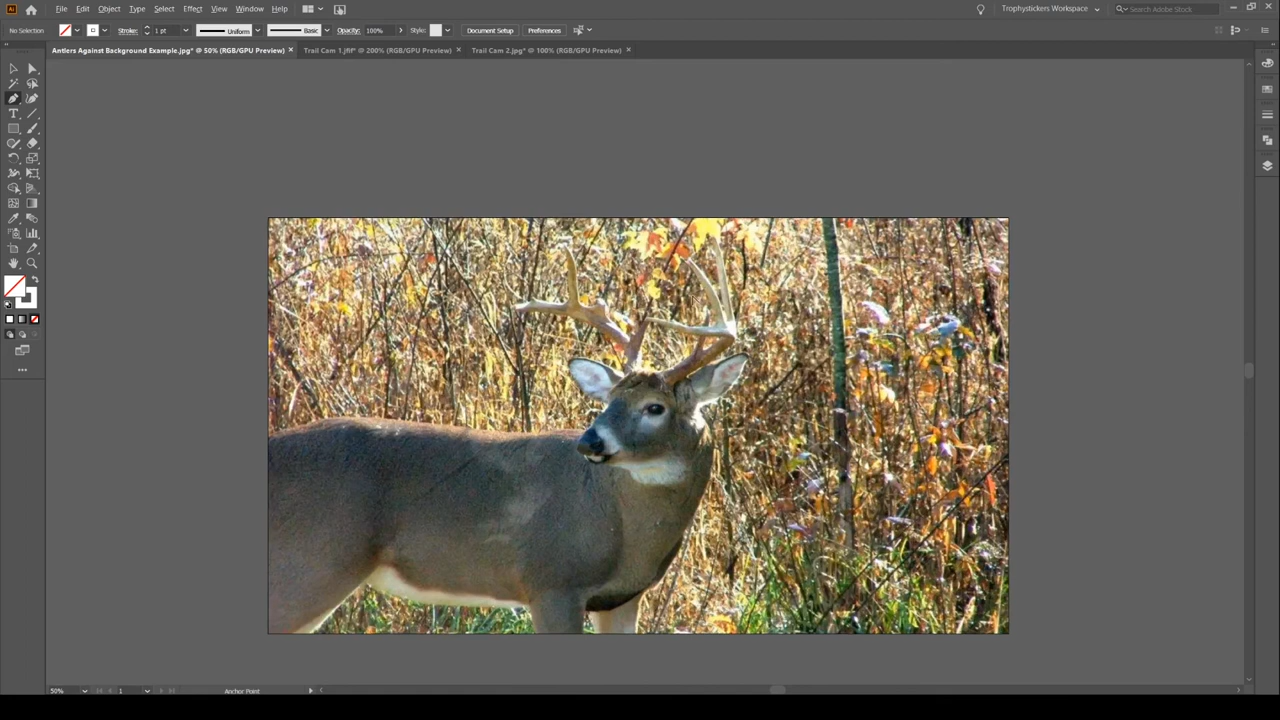 Ai File Edit Object Type Select Effect View Window Help Trophystickers Workspace Search Adobe Stock
No Selection Stroke: 1 pt Uniform Basic Opacity: 100% Style: Document Setup Preferences
Antlers Against Background Example.jpg* @ 50% (RGB/GPU Preview) × Trail Cam 1.jfif* @ 200% (RGB/GPU Preview) × Trail Cam 2.jpg* @ 100% (RGB/GPU Preview) ×
50% 1 Anchor Point